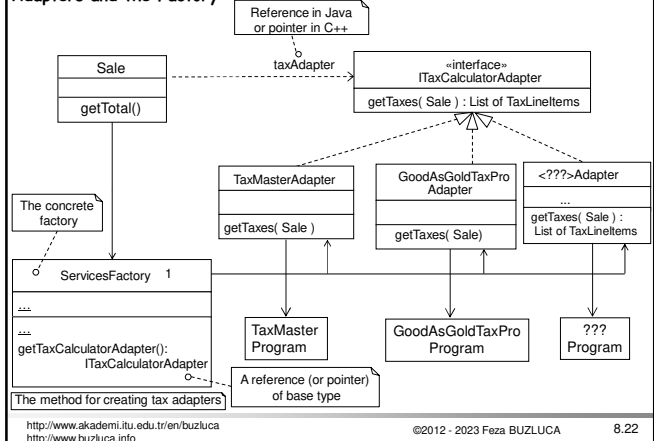 Adapters and The Factory
Reference in Java
or pointer in C++
Sale
getTotal()
taxAdapter
«interface»
ITaxCalculatorAdapter
getTaxes( Sale ) : List of TaxLineItems
TaxMasterAdapter
getTaxes( Sale )
GoodAsGoldTaxPro
Adapter
getTaxes( Sale)
<???>Adapter
...
getTaxes( Sale ) :
List of TaxLineItems
The concrete
factory
ServicesFactory 1
...
...
getTaxCalculatorAdapter():
ITaxCalculatorAdapter
TaxMaster
Program
GoodAsGoldTaxPro
Program
???
Program
A reference (or pointer)
of base type
The method for creating tax adapters
http://www.akademi.itu.edu.tr/en/buzluca
http://www.buzluca.info
©2012 - 2023 Feza BUZLUCA
8.22